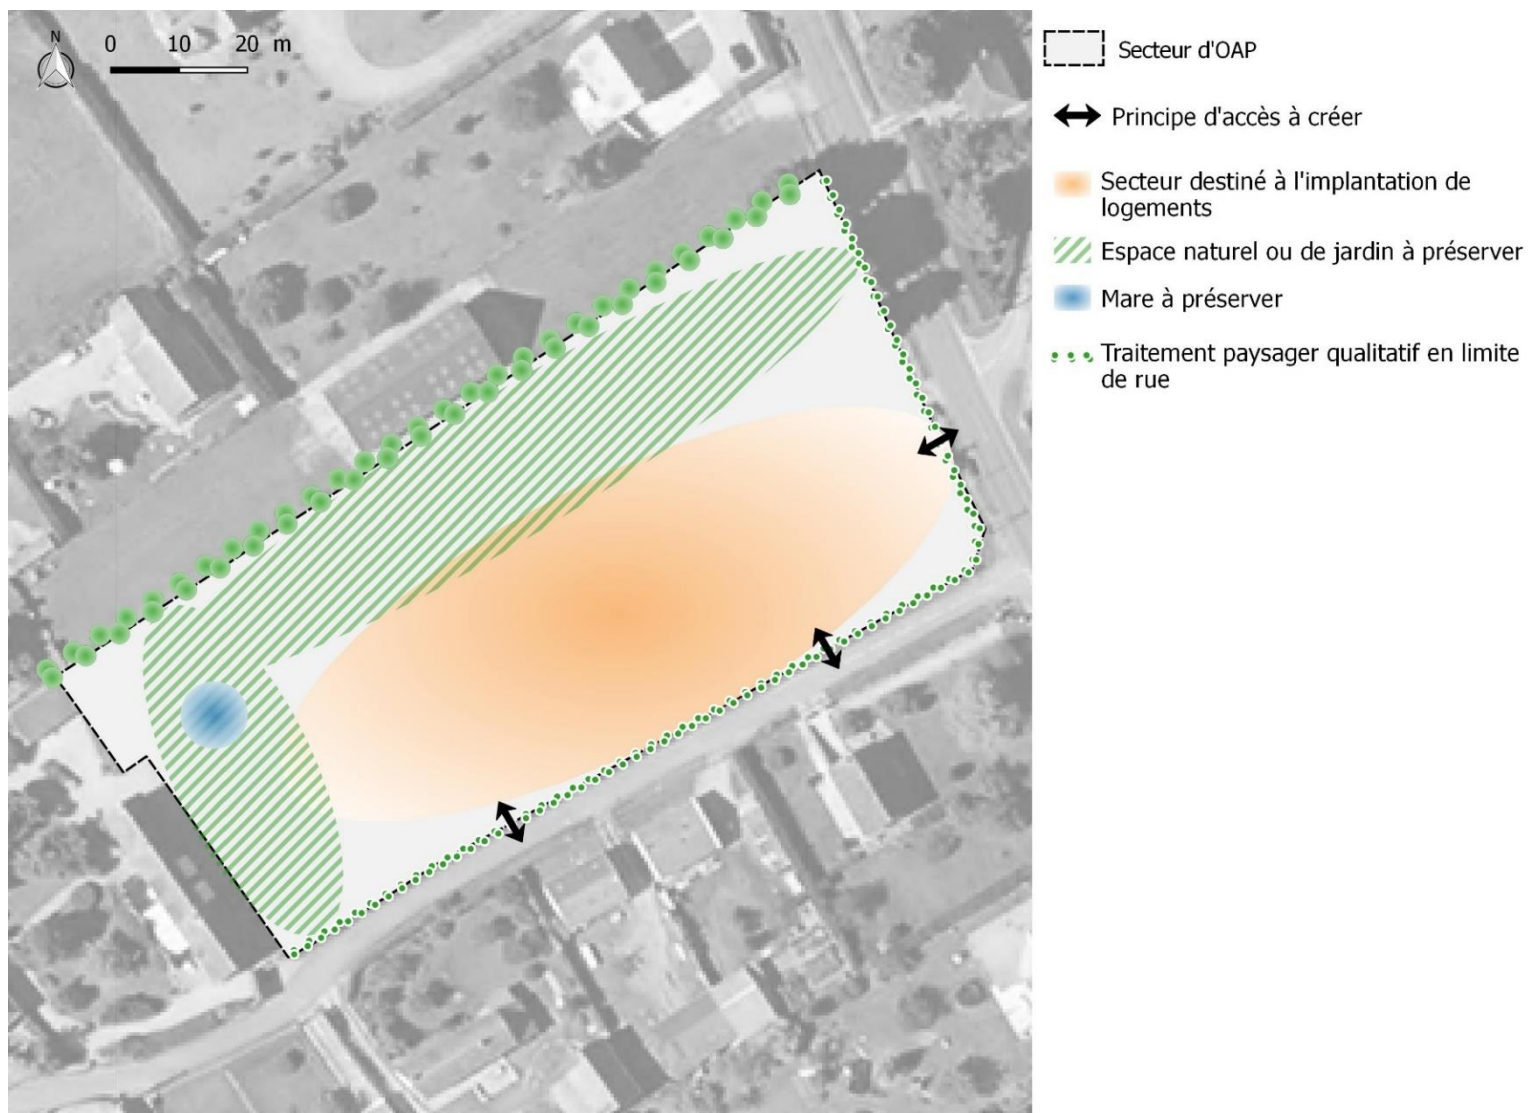 N
0 10 20 m
Secteur d'OAP
Principe d'accès à créer
Secteur destiné à l'implantation de
logements
Espace naturel ou de jardin à préserver
Mare à préserver
Traitement paysager qualitatif en limite
de rue